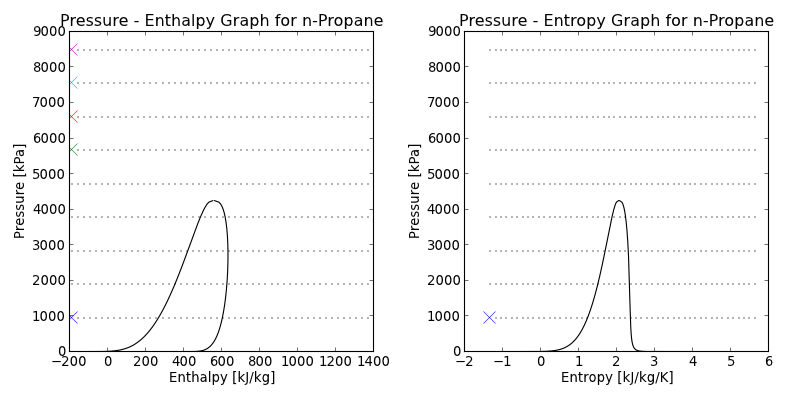 Pressure - Enthalpy Graph for n-Propane
9000
8000
7000
6000
5000
4000
3000
2000
1000
0
Pressure [kPa]
−200 0 200 400 600 800 1000 1200 1400
Enthalpy [kJ/kg]
Pressure - Entropy Graph for n-Propane
9000
8000
7000
6000
5000
4000
3000
2000
1000
0
Pressure [kPa]
−2 −1 0 1 2 3 4 5 6
Entropy [kJ/kg/K]